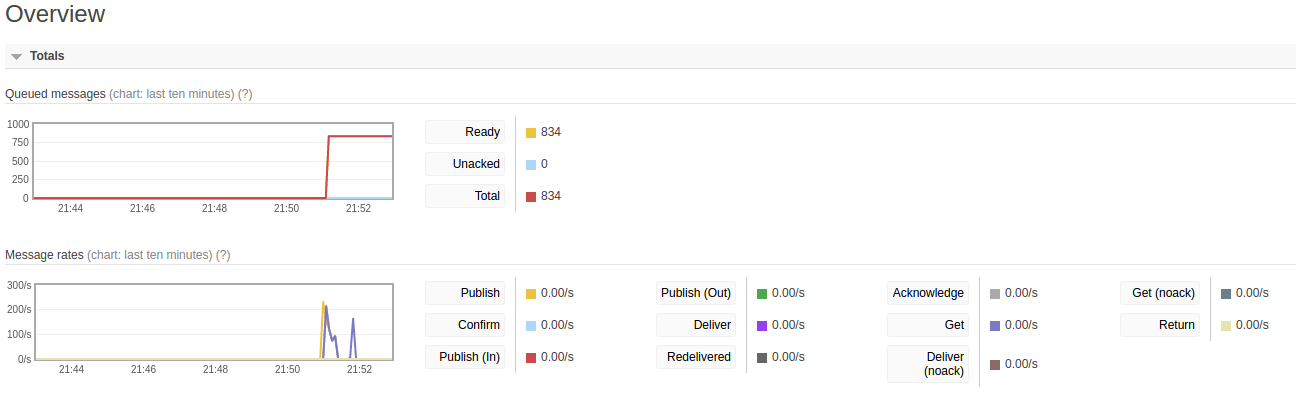 Overview
Totals
Queued messages (chart: last ten minutes) (?)
1000
750
500
250
0
21:44 21:46 21:48 21:50 21:52
Ready 834
Unacked 0
Total 834
Message rates (chart: last ten minutes) (?)
300/s
200/s
100/s
0/s
21:44 21:46 21:48 21:50 21:52
Publish 0.00/s
Confirm 0.00/s
Publish (In) 0.00/s
Publish (Out) 0.00/s
Deliver 0.00/s
Redelivered 0.00/s
Acknowledge 0.00/s
Get 0.00/s
Deliver
(noack) 0.00/s
Get (noack) 0.00/s
Return 0.00/s